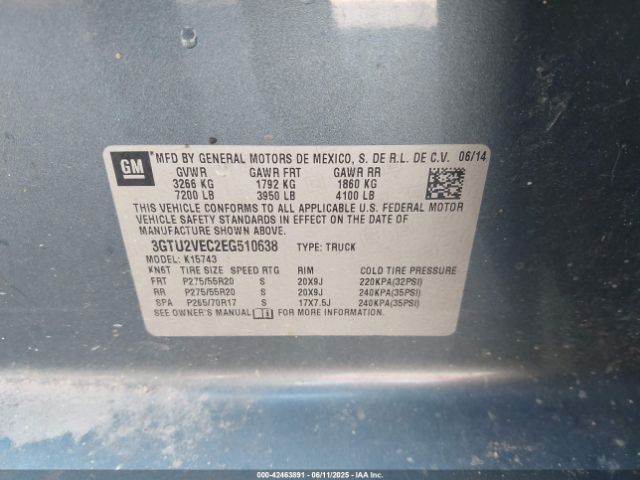 GM
MFD BY GENERAL MOTORS DE MEXICO, S. DE R.L. DE C.V. 06/14
GVWR GAWR FRT GAWR RR
3266 KG 1792 KG 1860 KG
7200 LB 3950 LB 4100 LB
THIS VEHICLE CONFORMS TO ALL APPLICABLE U.S. FEDERAL MOTOR
VEHICLE SAFETY STANDARDS IN EFFECT ON THE DATE OF
MANUFACTURE SHOWN ABOVE.
3GTU2VEC2EG510638 TYPE: TRUCK
MODEL: K15743
KN6T TIRE SIZE SPEED RTG RIM COLD TIRE PRESSURE
FRT P275/55R20 S 20X9J 220KPA(32PSI)
RR P275/55R20 S 20X9J 240KPA(35PSI)
SPA P265/70R17 S 17X7.5J 240KPA(35PSI)
SEE OWNER'S MANUAL FOR MORE INFORMATION.
000-42463891 - 06/11/2025 - IAA Inc.